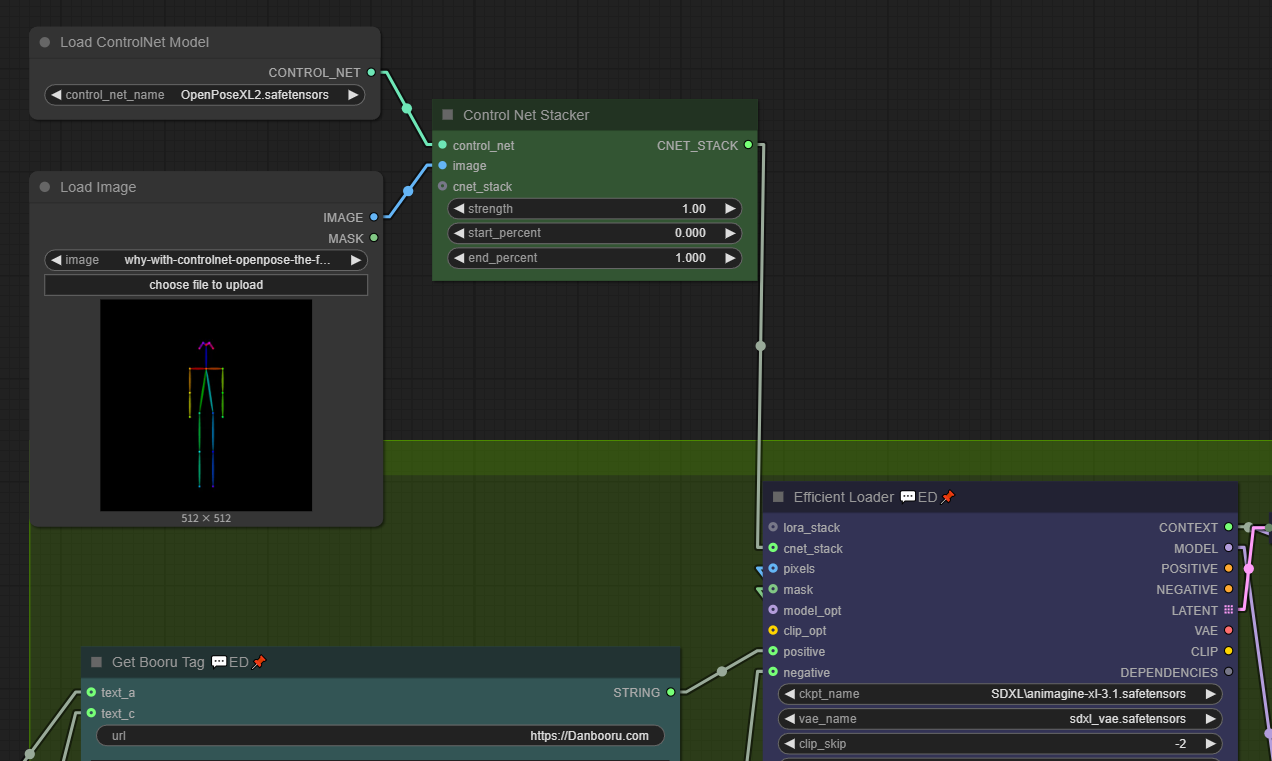 Load ControlNet Model
CONTROL_NET
control_net_name OpenPoseXL2.safetensors
Control Net Stacker
control_net CNET_STACK
image
cnet_stack
strength 1.00
start_percent 0.000
end_percent 1.000
Load Image
IMAGE
MASK
image why-with-controlnet-openpose-the-f...
choose file to upload
512 × 512
Efficient Loader 💬ED📌
lora_stack CONTEXT
cnet_stack MODEL
pixels POSITIVE
mask NEGATIVE
model_opt LATENT
clip_opt VAE
positive CLIP
negative DEPENDENCIES
ckpt_name SDXL\animagine-xl-3.1.safetensors
vae_name sdxl_vae.safetensors
clip_skip -2
Get Booru Tag 💬ED📌
text_a STRING
text_c
url https://Danbooru.com